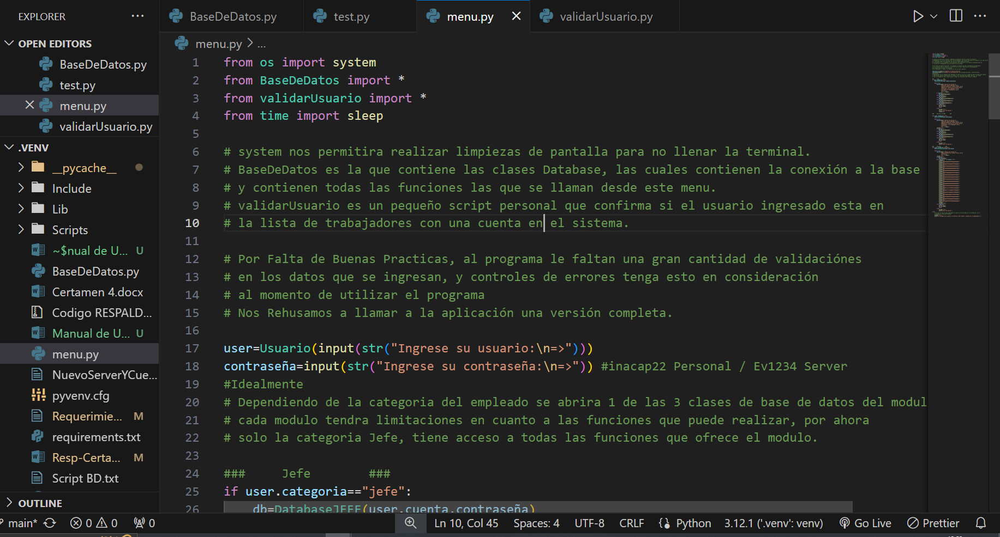 EXPLORER
OPEN EDITORS
BaseDeDatos.py
test.py
menu.py
validarUsuario.py
.VENV
__pycache__
Include
Lib
Scripts
~$nual de U... U
BaseDeDatos.py
Certamen 4.docx
Codigo RESPALD...
Manual de U... U
menu.py
NuevoServerYCue...
pyvenv.cfg
Requerimie... M
requirements.txt
Resp-Certa... M
Script BD.txt
OUTLINE
BaseDeDatos.py test.py menu.py validarUsuario.py
menu.py > ...
1 from os import system
2 from BaseDeDatos import *
3 from validarUsuario import *
4 from time import sleep
5
6 # system nos permitira realizar limpiezas de pantalla para no llenar la terminal.
7 # BaseDeDatos es la que contiene las clases Database, las cuales contienen la conexión a la base
8 # y contienen todas las funciones las que se llaman desde este menu.
9 # validarUsuario es un pequeño script personal que confirma si el usuario ingresado esta en
10 # la lista de trabajadores con una cuenta en el sistema.
11
12 # Por Falta de Buenas Practicas, al programa le faltan una gran cantidad de validaciónes
13 # en los datos que se ingresan, y controles de errores tenga esto en consideración
14 # al momento de utilizar el programa
15 # Nos Rehusamos a llamar a la aplicación una versión completa.
16
17 user=Usuario(input(str("Ingrese su usuario:\n=>")))
18 contraseña=input(str("Ingrese su contraseña:\n=>")) #inacap22 Personal / Ev1234 Server
19 #Idealmente
20 # Dependiendo de la categoria del empleado se abrira 1 de las 3 clases de base de datos del modul
21 # cada modulo tendra limitaciones en cuanto a las funciones que puede realizar, por ahora
22 # solo la categoria Jefe, tiene acceso a todas las funciones que ofrece el modulo.
23
24 ### Jefe ###
25 if user.categoria=="jefe":
26 db=DatabaseJEFE(user.cuenta,contraseña)
main* 0 0 0 Ln 10, Col 45 Spaces: 4 UTF-8 CRLF Python 3.12.1 ('.venv': venv) Go Live Prettier